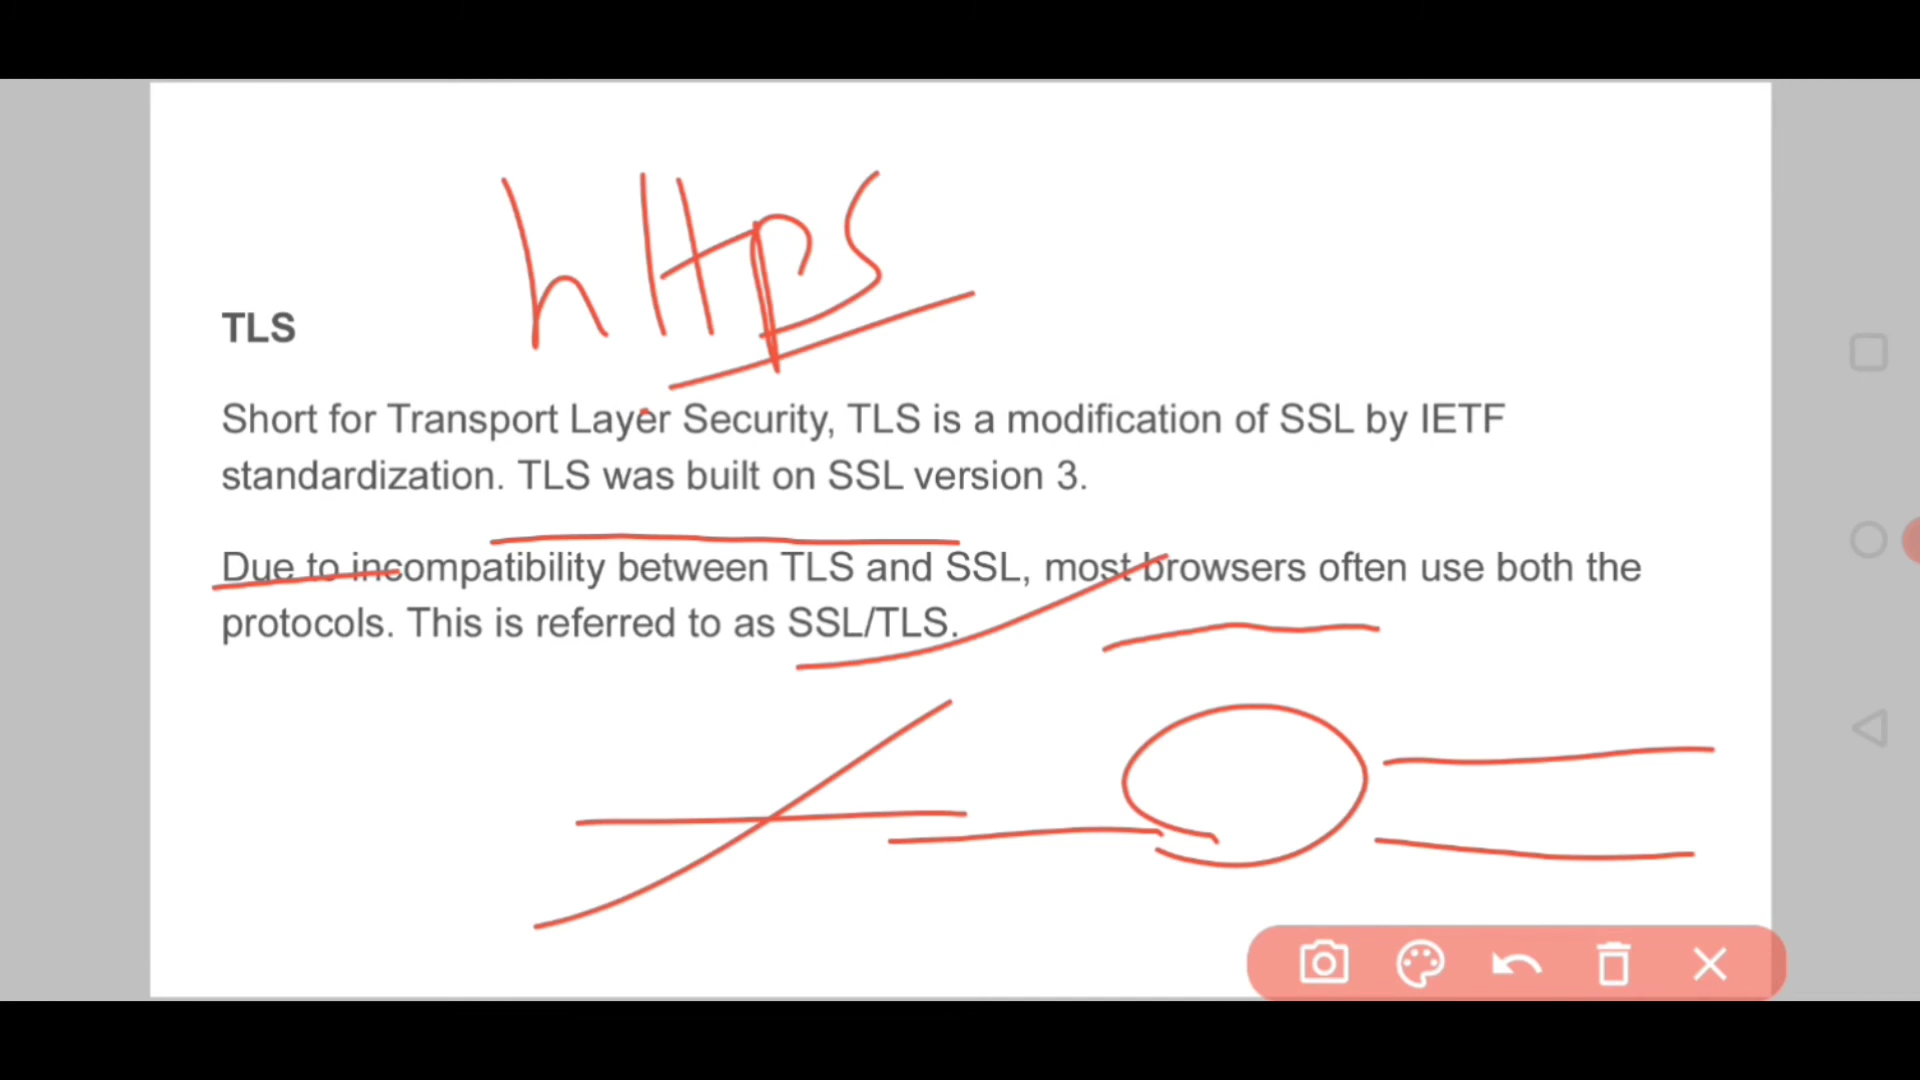 https
TLS
Short for Transport Layer Security, TLS is a modification of SSL by IETF
standardization. TLS was built on SSL version 3.
Due to incompatibility between TLS and SSL, most browsers often use both the
protocols. This is referred to as SSL/TLS.